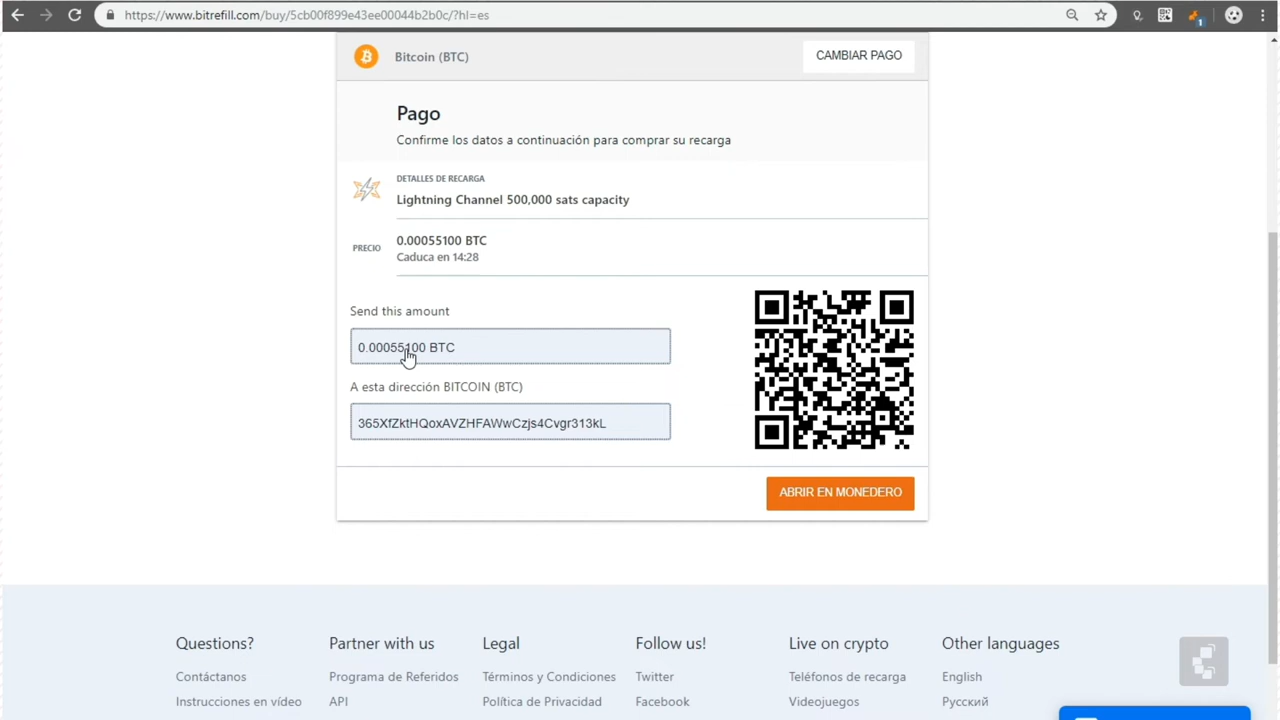 https://www.bitrefill.com/buy/5cb00f899e43ee00044b2b0c/?hl=es
1
Bitcoin (BTC)
CAMBIAR PAGO
Pago
Confirme los datos a continuación para comprar su recarga
DETALLES DE RECARGA
Lightning Channel 500,000 sats capacity
PRECIO
0.00055100 BTC
Caduca en 14:28
Send this amount
0.00055100 BTC
A esta dirección BITCOIN (BTC)
365XfZktHQoxAVZHFAWwCzjs4Cvgr313kL
ABRIR EN MONEDERO
Questions?
Contáctanos
Instrucciones en vídeo
Partner with us
Programa de Referidos
API
Legal
Términos y Condiciones
Política de Privacidad
Follow us!
Twitter
Facebook
Live on crypto
Teléfonos de recarga
Videojuegos
Other languages
English
Русский